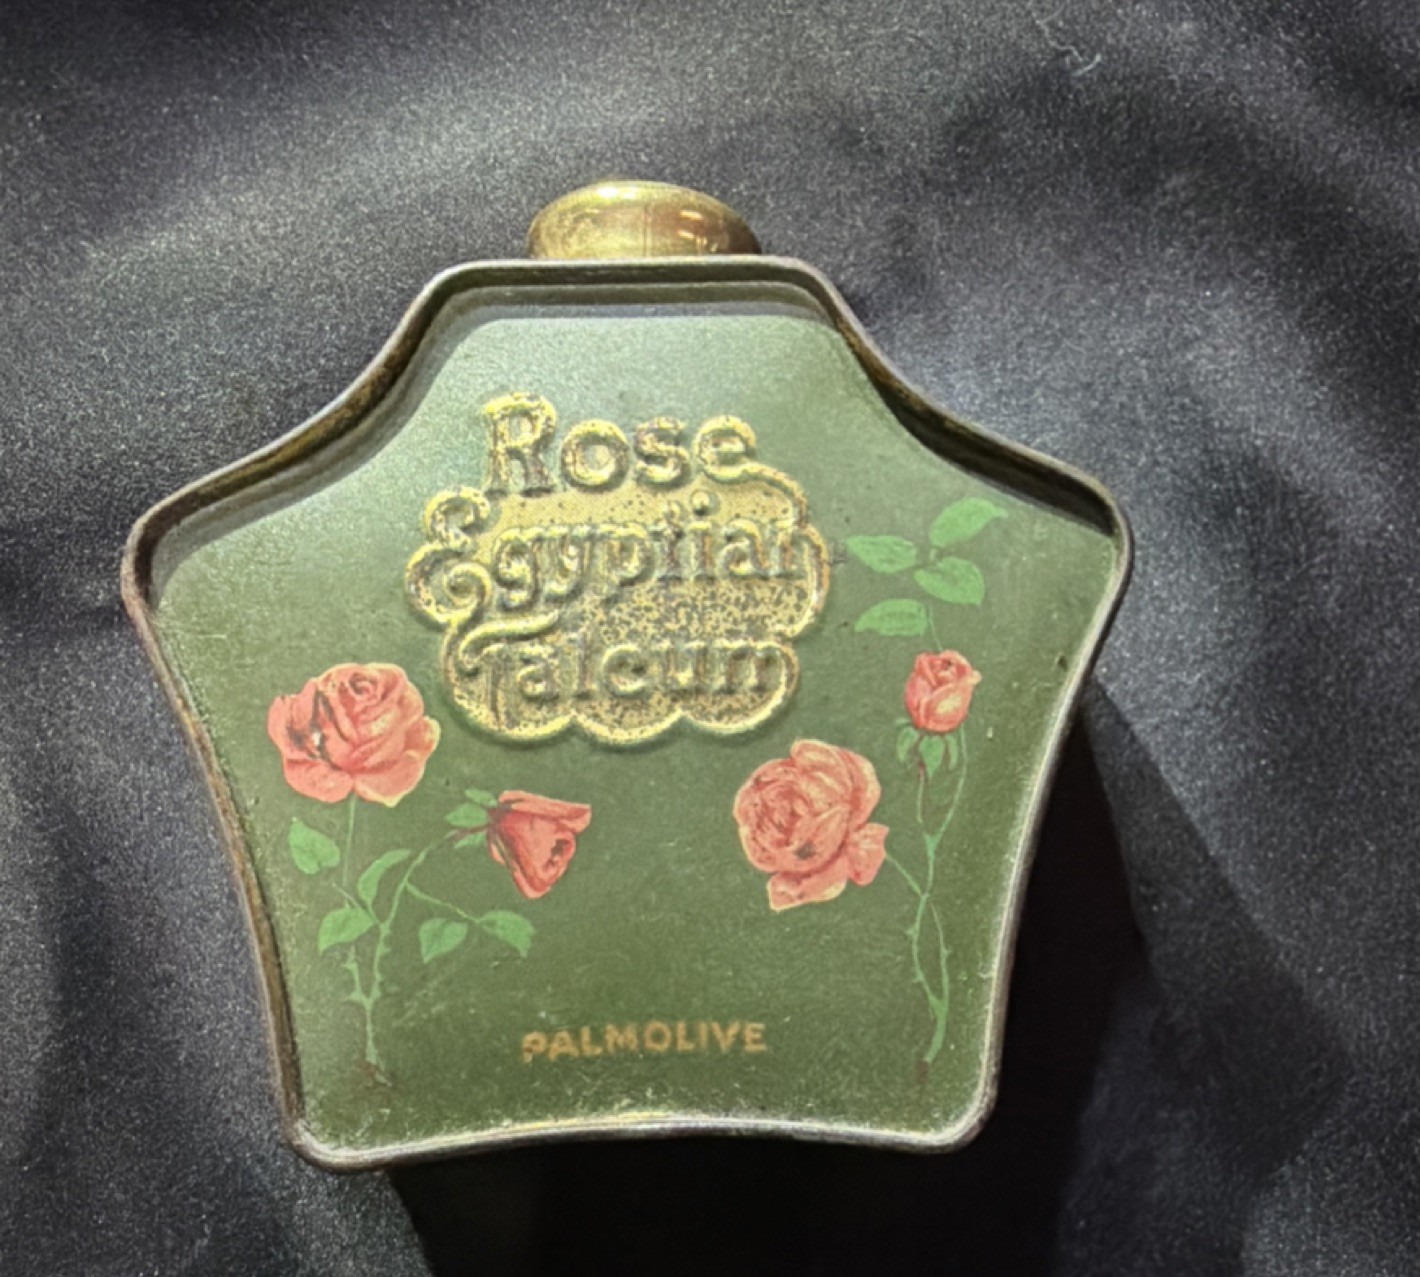 Rose
Egyptian
Talcum
PALMOLIVE